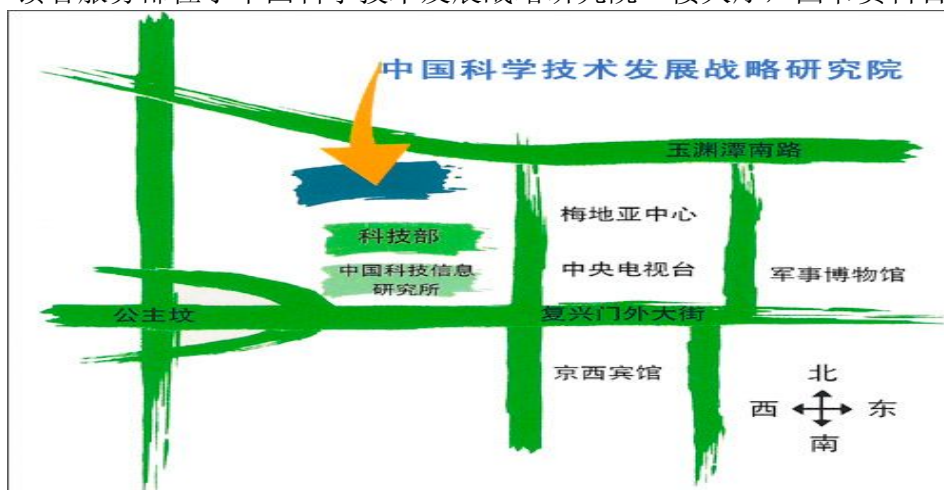 中国科学技术发展战略研究院
玉渊潭南路
梅地亚中心
科技部
中国科技信息
研究所
中央电视台
军事博物馆
公主坟
复兴门外大街
京西宾馆
北
西
东
南